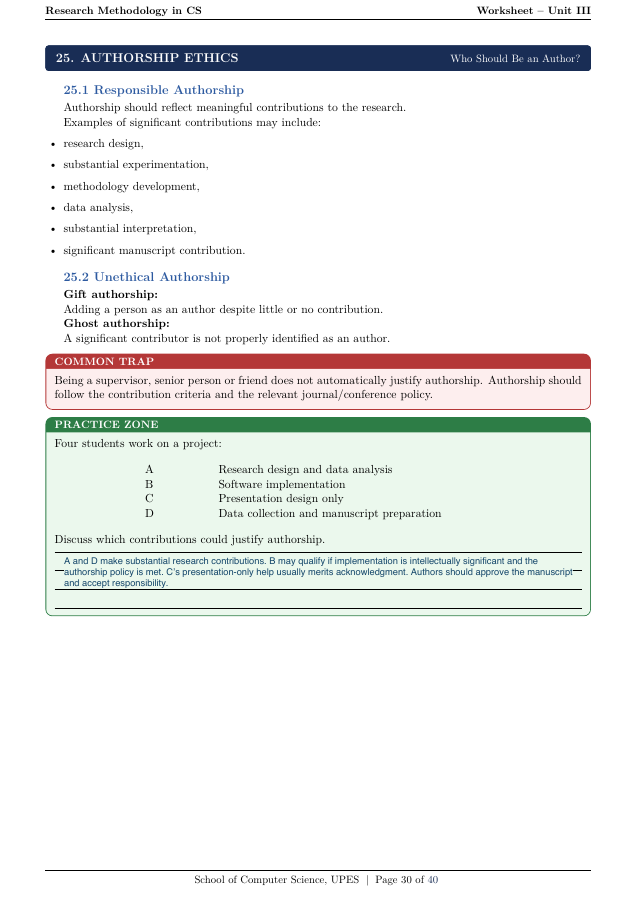 Research Methodology in CS Worksheet – Unit III
25. AUTHORSHIP ETHICS Who Should Be an Author?
25.1 Responsible Authorship
Authorship should reflect meaningful contributions to the research.
Examples of significant contributions may include:
• research design,
• substantial experimentation,
• methodology development,
• data analysis,
• substantial interpretation,
• significant manuscript contribution.
25.2 Unethical Authorship
Gift authorship:
Adding a person as an author despite little or no contribution.
Ghost authorship:
A significant contributor is not properly identified as an author.
COMMON TRAP
Being a supervisor, senior person or friend does not automatically justify authorship. Authorship should
follow the contribution criteria and the relevant journal/conference policy.
PRACTICE ZONE
Four students work on a project:
A Research design and data analysis
B Software implementation
C Presentation design only
D Data collection and manuscript preparation
Discuss which contributions could justify authorship.
A and D make substantial research contributions. B may qualify if implementation is intellectually significant and the
authorship policy is met. C's presentation-only help usually merits acknowledgment. Authors should approve the manuscript
and accept responsibility.
School of Computer Science, UPES | Page 30 of 40